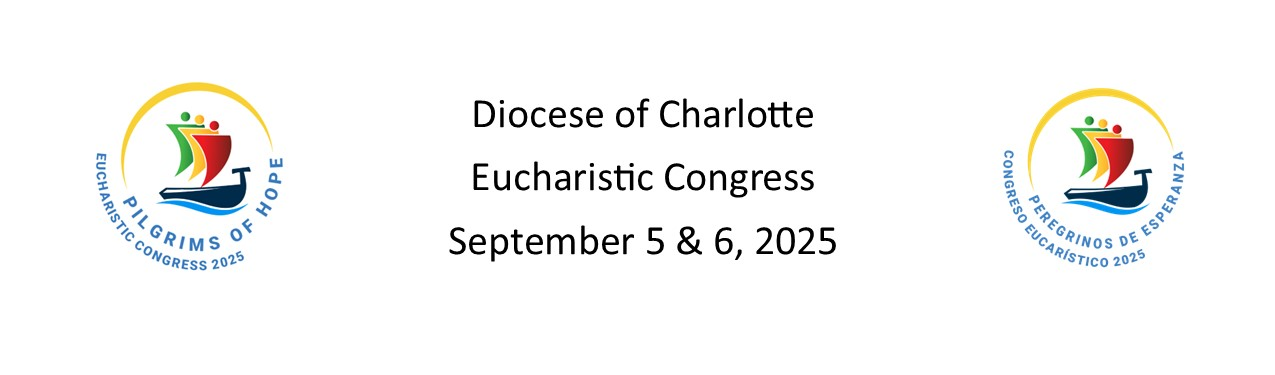 PILGRIMS OF HOPE
EUCHARISTIC CONGRESS 2025
Diocese of Charlotte
Eucharistic Congress
September 5 & 6, 2025
PEREGRINOS DE ESPERANZA
CONGRESO EUCARÍSTICO 2025